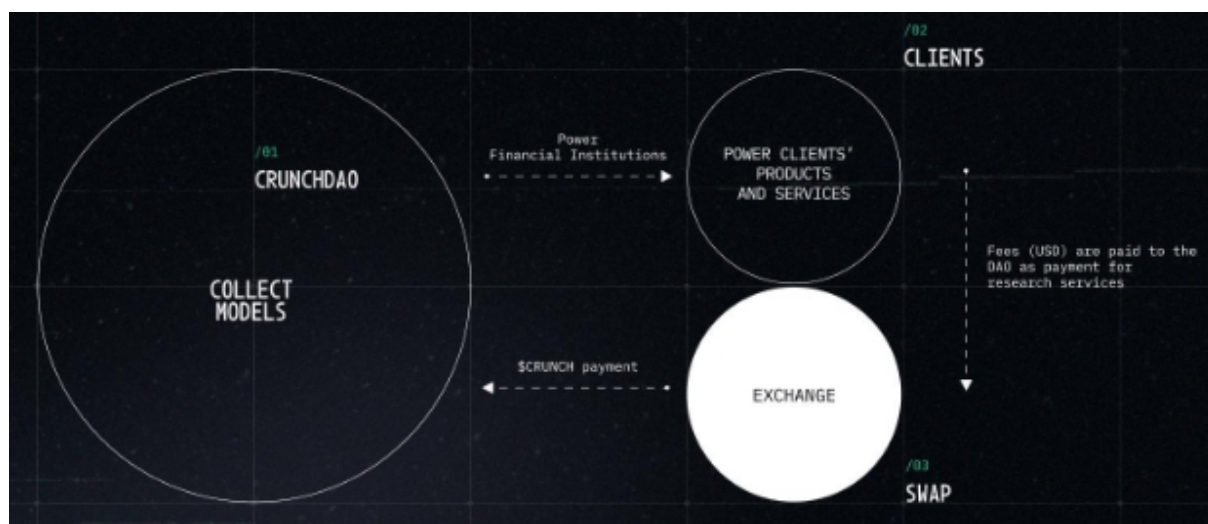 /01
CRUNCHDAO
COLLECT
MODELS
Power
Financial Institutions
/02
CLIENTS
POWER CLIENTS'
PRODUCTS
AND SERVICES
Fees (USD) are paid to the
DAO as payment for
research services
$CRUNCH payment
EXCHANGE
/03
SWAP